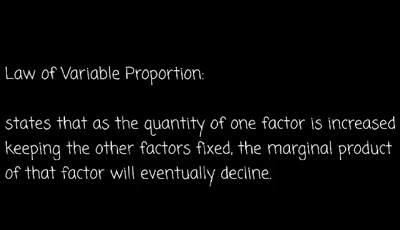 Law of Variable Proportion:
states that as the quantity of one factor is increased
keeping the other factors fixed, the marginal product
of that factor will eventually decline.